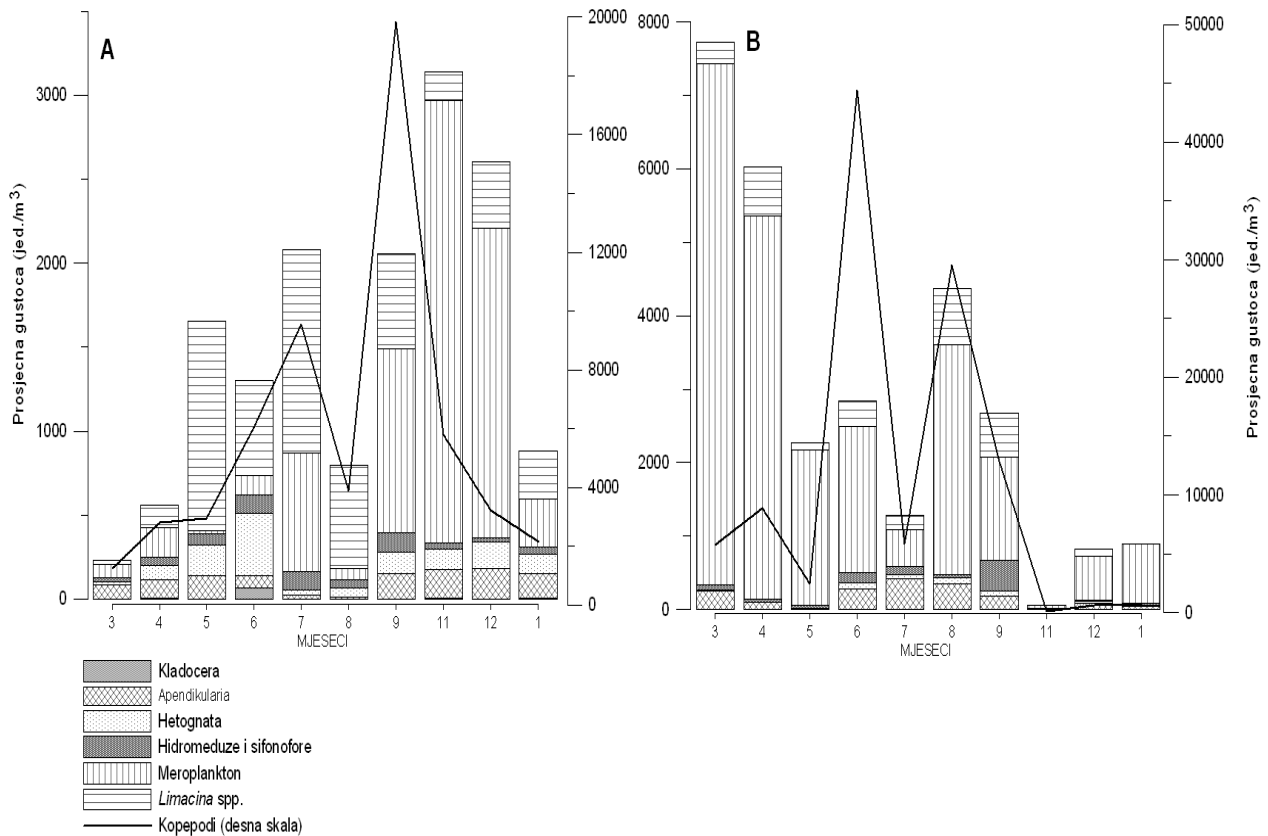 A
3000
2000
1000
0
Prosjecna gustoca (jed./m³)
20000
16000
12000
8000
4000
0
3 4 5 6 7 8 9 11 12 1
MJESECI
B
8000
6000
4000
2000
0
50000
40000
30000
20000
10000
0
Prosjecna gustoca (jed./m³)
3 4 5 6 7 8 9 11 12 1
MJESECI
Kladocera
Apendikularia
Hetognata
Hidromeduze i sifonofore
Meroplankton
Limacina spp.
Kopepodi (desna skala)